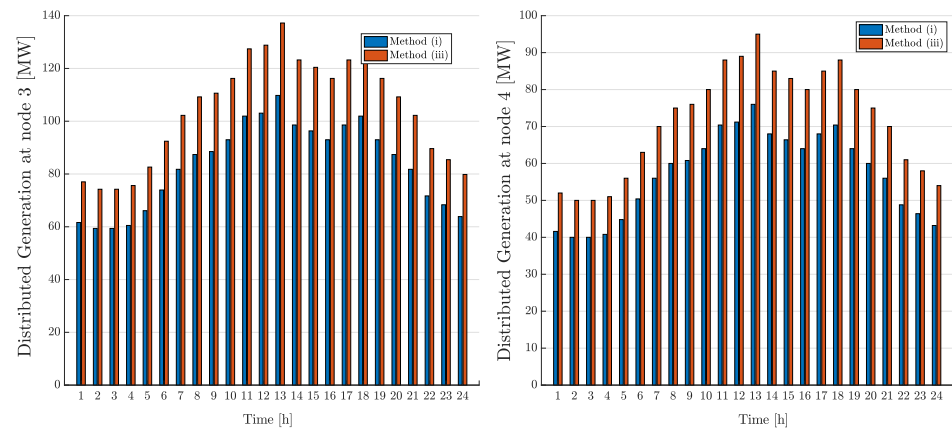 Distributed Generation at node 3 [MW]
140
120
100
80
60
40
20
0
Method (i)
Method (iii)
1 2 3 4 5 6 7 8 9 10 11 12 13 14 15 16 17 18 19 20 21 22 23 24
Time [h]
Distributed Generation at node 4 [MW]
100
90
80
70
60
50
40
30
20
10
0
Method (i)
Method (iii)
1 2 3 4 5 6 7 8 9 10 11 12 13 14 15 16 17 18 19 20 21 22 23 24
Time [h]